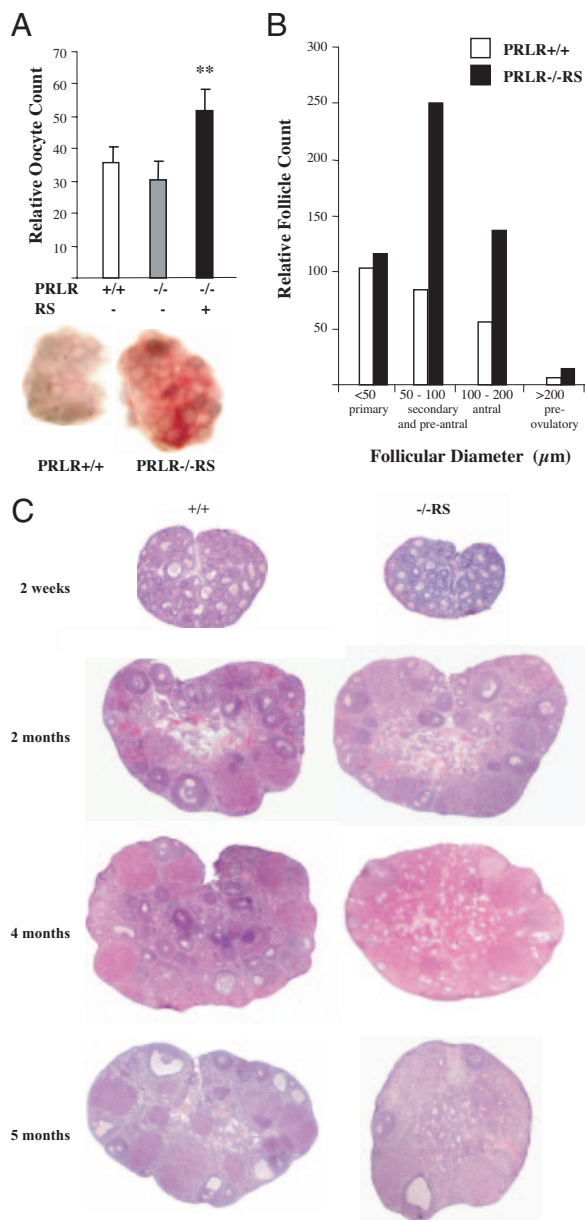 A
Relative Oocyte Count
70
60
50
40
30
20
10
**
PRLR +/+ -/- -/-
RS - - +
PRLR+/+ PRLR-/-RS
B
Relative Follicle Count
300
250
200
150
100
50
PRLR+/+
PRLR-/-RS
<50 50 - 100 100 - 200 >200
primary secondary antral pre-
and pre-antral ovulatory
Follicular Diameter (µm)
C
+/+ -/-RS
2 weeks
2 months
4 months
5 months